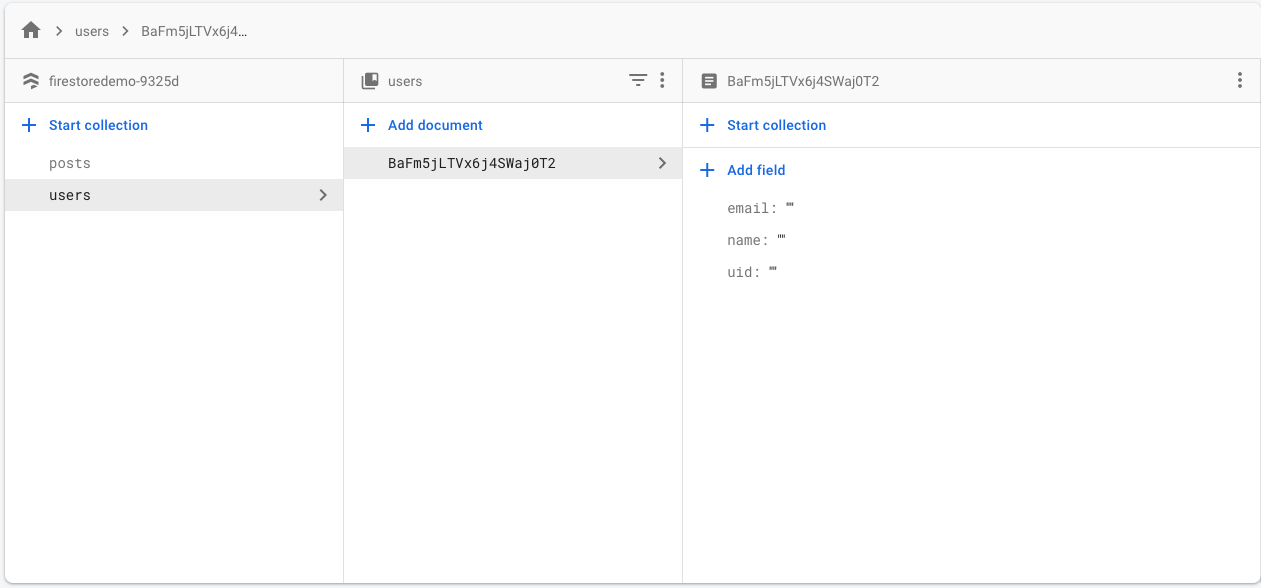 users BaFm5jLTVx6j4...
firestoredemo-9325d
Start collection
posts
users
users
Add document
BaFm5jLTVx6j4SWaj0T2
BaFm5jLTVx6j4SWaj0T2
Start collection
Add field
email: ""
name: ""
uid: ""